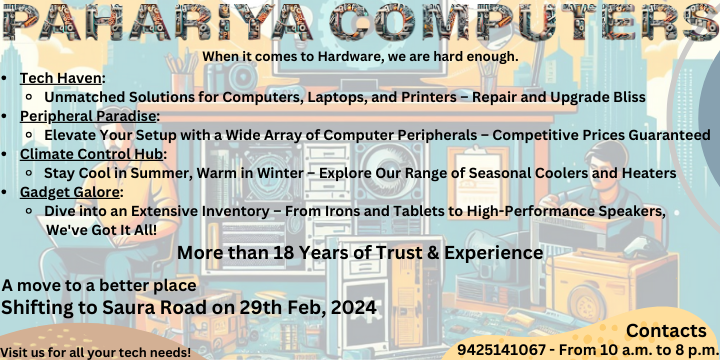 PAHARIYA COMPUTERS
When it comes to Hardware, we are hard enough.
• Tech Haven:
◦ Unmatched Solutions for Computers, Laptops, and Printers – Repair and Upgrade Bliss
• Peripheral Paradise:
◦ Elevate Your Setup with a Wide Array of Computer Peripherals – Competitive Prices Guaranteed
• Climate Control Hub:
◦ Stay Cool in Summer, Warm in Winter – Explore Our Range of Seasonal Coolers and Heaters
• Gadget Galore:
◦ Dive into an Extensive Inventory – From Irons and Tablets to High-Performance Speakers,
We've Got It All!
More than 18 Years of Trust & Experience
A move to a better place
Shifting to Saura Road on 29th Feb, 2024
Contacts
9425141067 - From 10 a.m. to 8 p.m.
Visit us for all your tech needs!